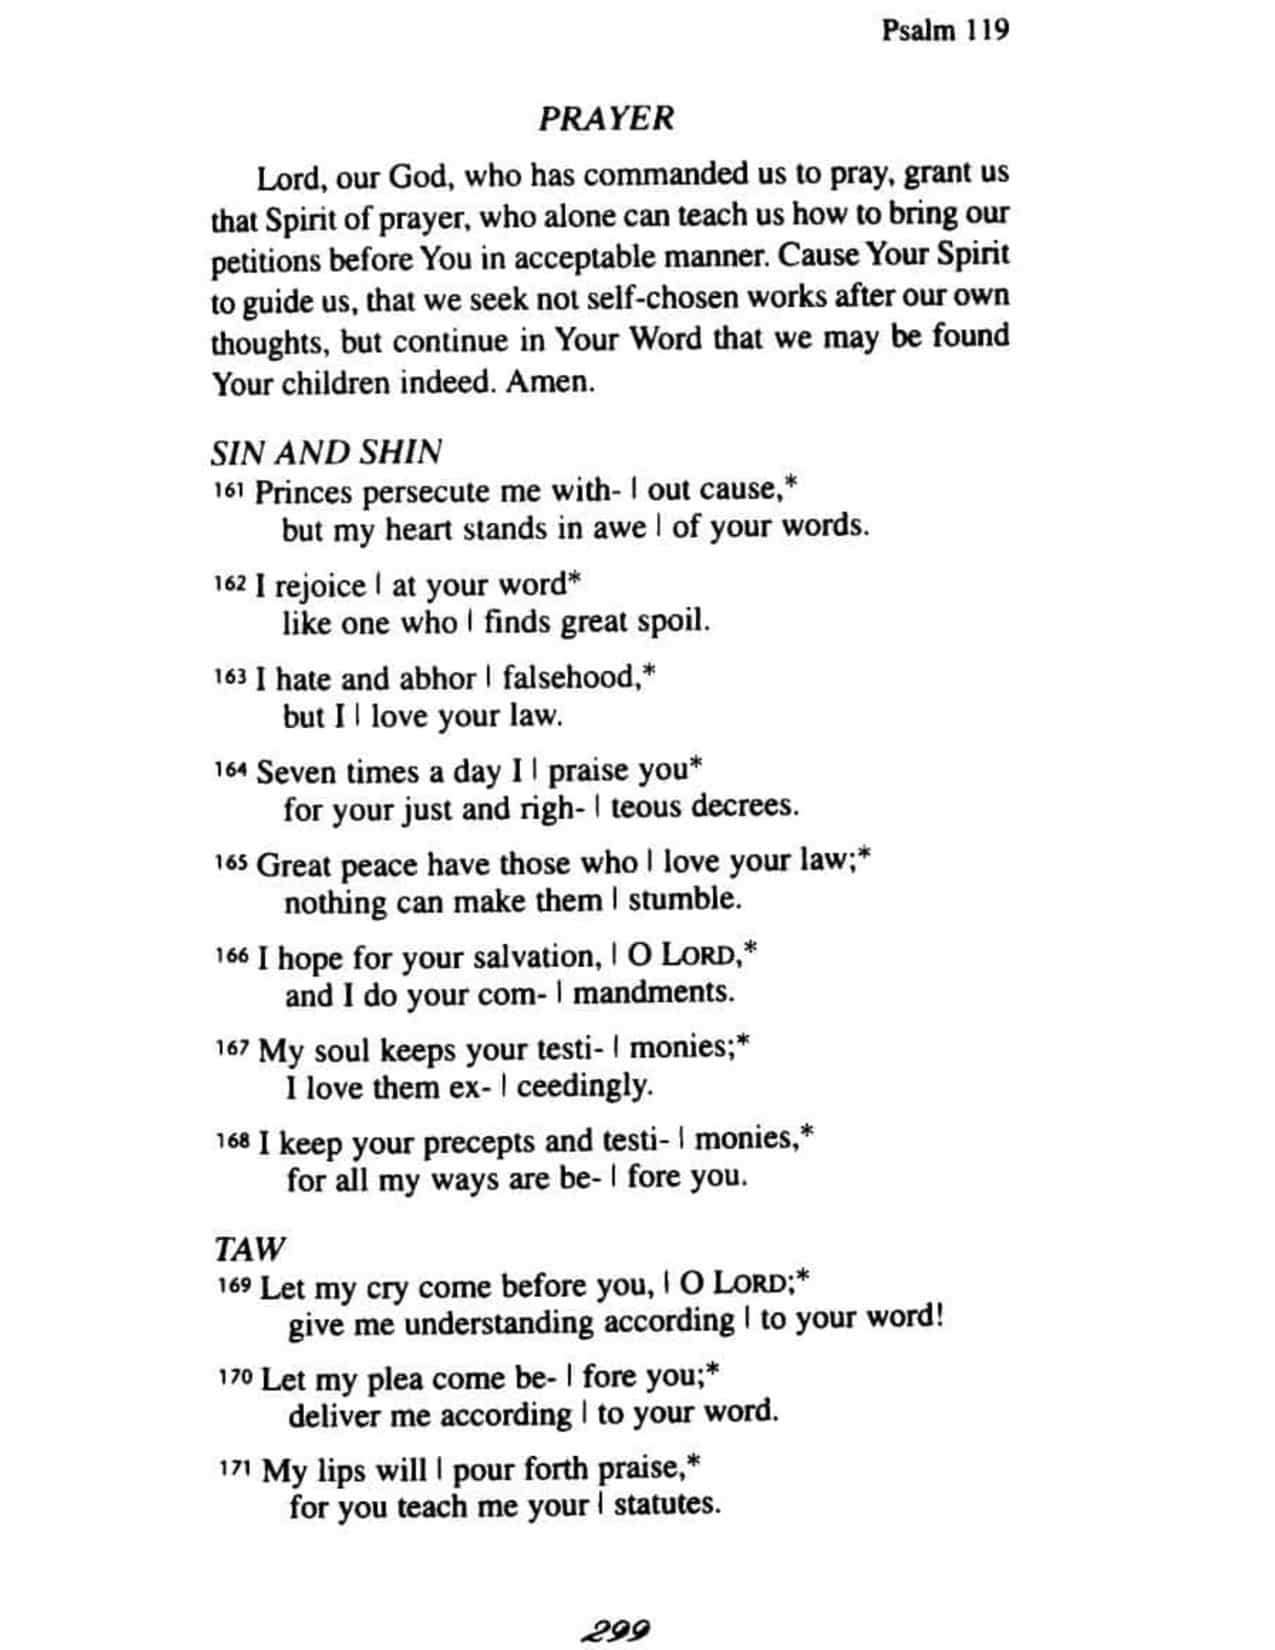 Psalm 119
PRAYER
Lord, our God, who has commanded us to pray, grant us
that Spirit of prayer, who alone can teach us how to bring our
petitions before You in acceptable manner. Cause Your Spirit
to guide us, that we seek not self-chosen works after our own
thoughts, but continue in Your Word that we may be found
Your children indeed. Amen.
SIN AND SHIN
161 Princes persecute me with- | out cause,*
but my heart stands in awe | of your words.
162 I rejoice | at your word*
like one who | finds great spoil.
163 I hate and abhor | falsehood,*
but I | love your law.
164 Seven times a day I | praise you*
for your just and righ- | teous decrees.
165 Great peace have those who | love your law;*
nothing can make them | stumble.
166 I hope for your salvation, | O LORD,*
and I do your com- | mandments.
167 My soul keeps your testi- | monies;*
I love them ex- | ceedingly.
168 I keep your precepts and testi- | monies,*
for all my ways are be- | fore you.
TAW
169 Let my cry come before you, | O LORD;*
give me understanding according | to your word!
170 Let my plea come be- | fore you;*
deliver me according | to your word.
171 My lips will | pour forth praise,*
for you teach me your | statutes.
299